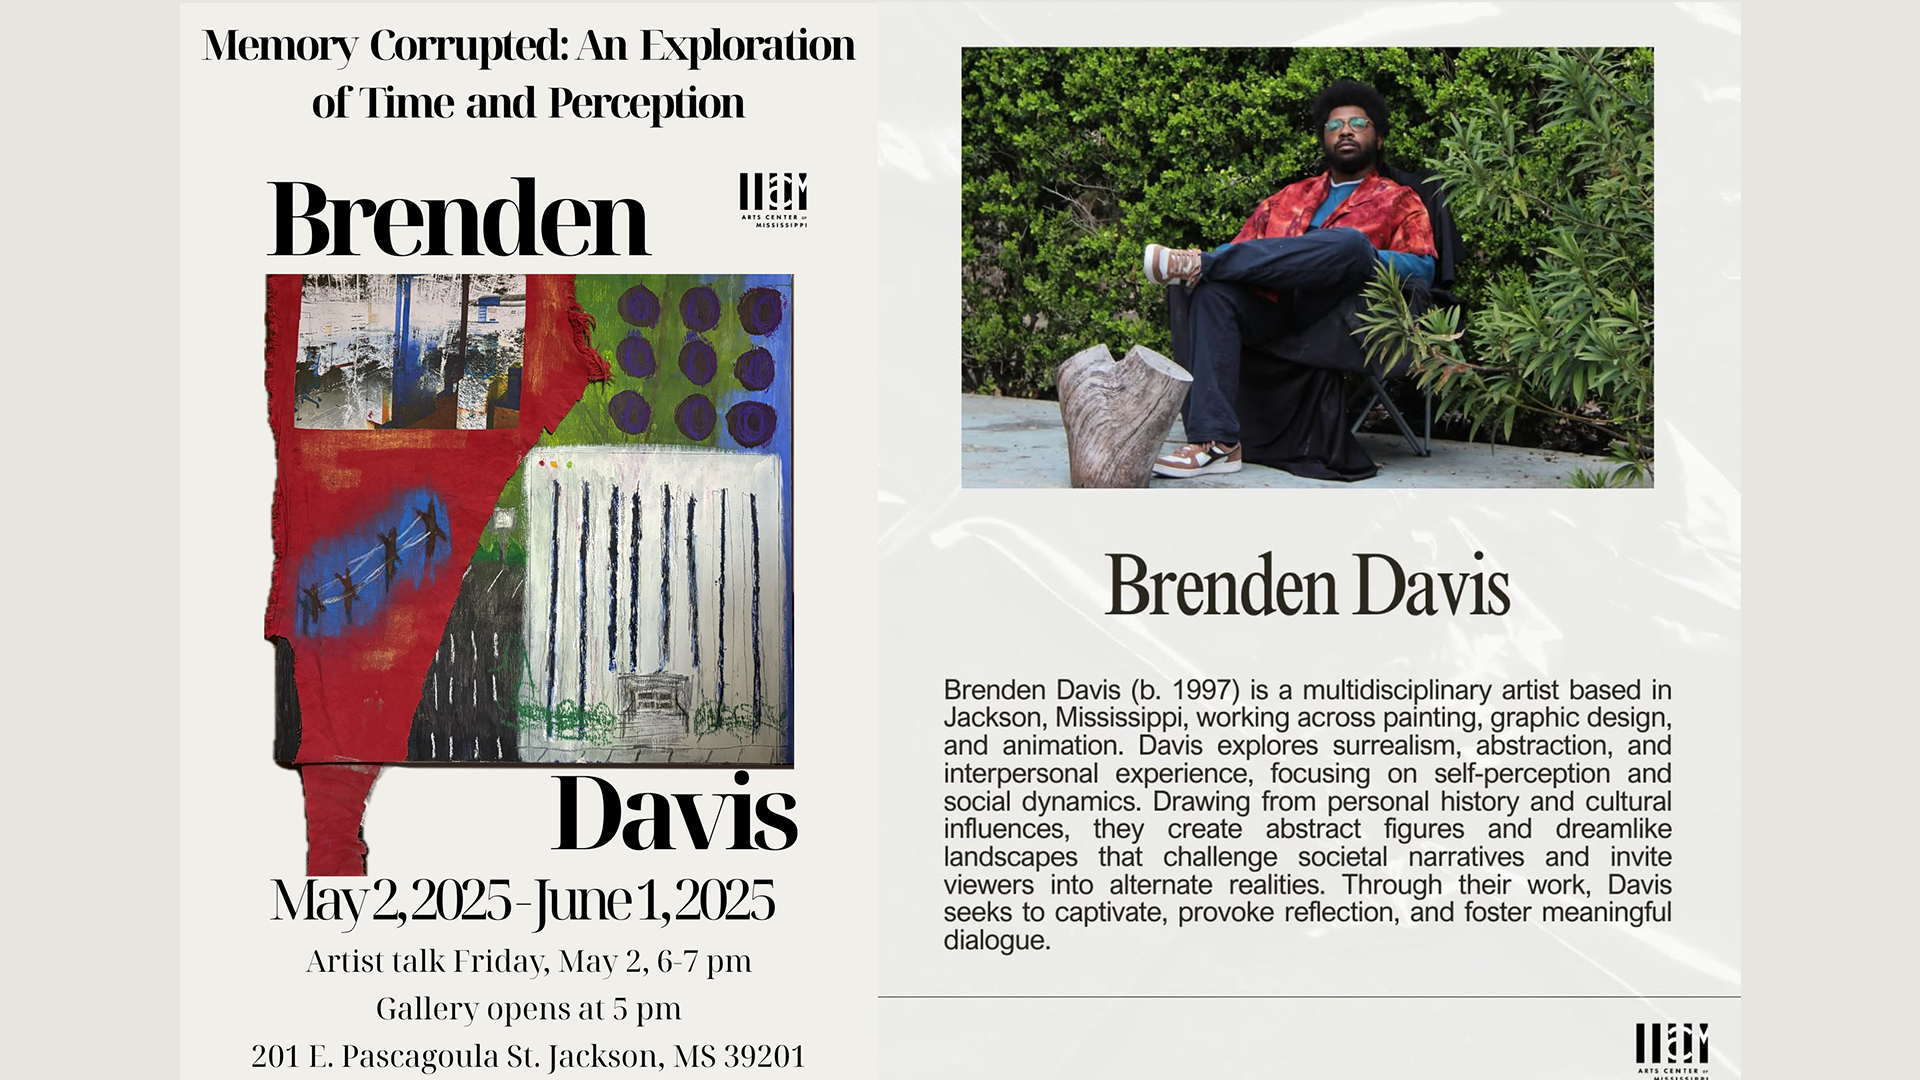 Memory Corrupted: An Exploration
of Time and Perception
Brenden
ARTS CENTER OF
MISSISSIPPI
Davis
May 2, 2025 - June 1, 2025
Artist talk Friday, May 2, 6-7 pm
Gallery opens at 5 pm
201 E. Pascagoula St. Jackson, MS 39201
Brenden Davis
Brenden Davis (b. 1997) is a multidisciplinary artist based in
Jackson, Mississippi, working across painting, graphic design,
and animation. Davis explores surrealism, abstraction, and
interpersonal experience, focusing on self-perception and
social dynamics. Drawing from personal history and cultural
influences, they create abstract figures and dreamlike
landscapes that challenge societal narratives and invite
viewers into alternate realities. Through their work, Davis
seeks to captivate, provoke reflection, and foster meaningful
dialogue.
ARTS CENTER OF
MISSISSIPPI